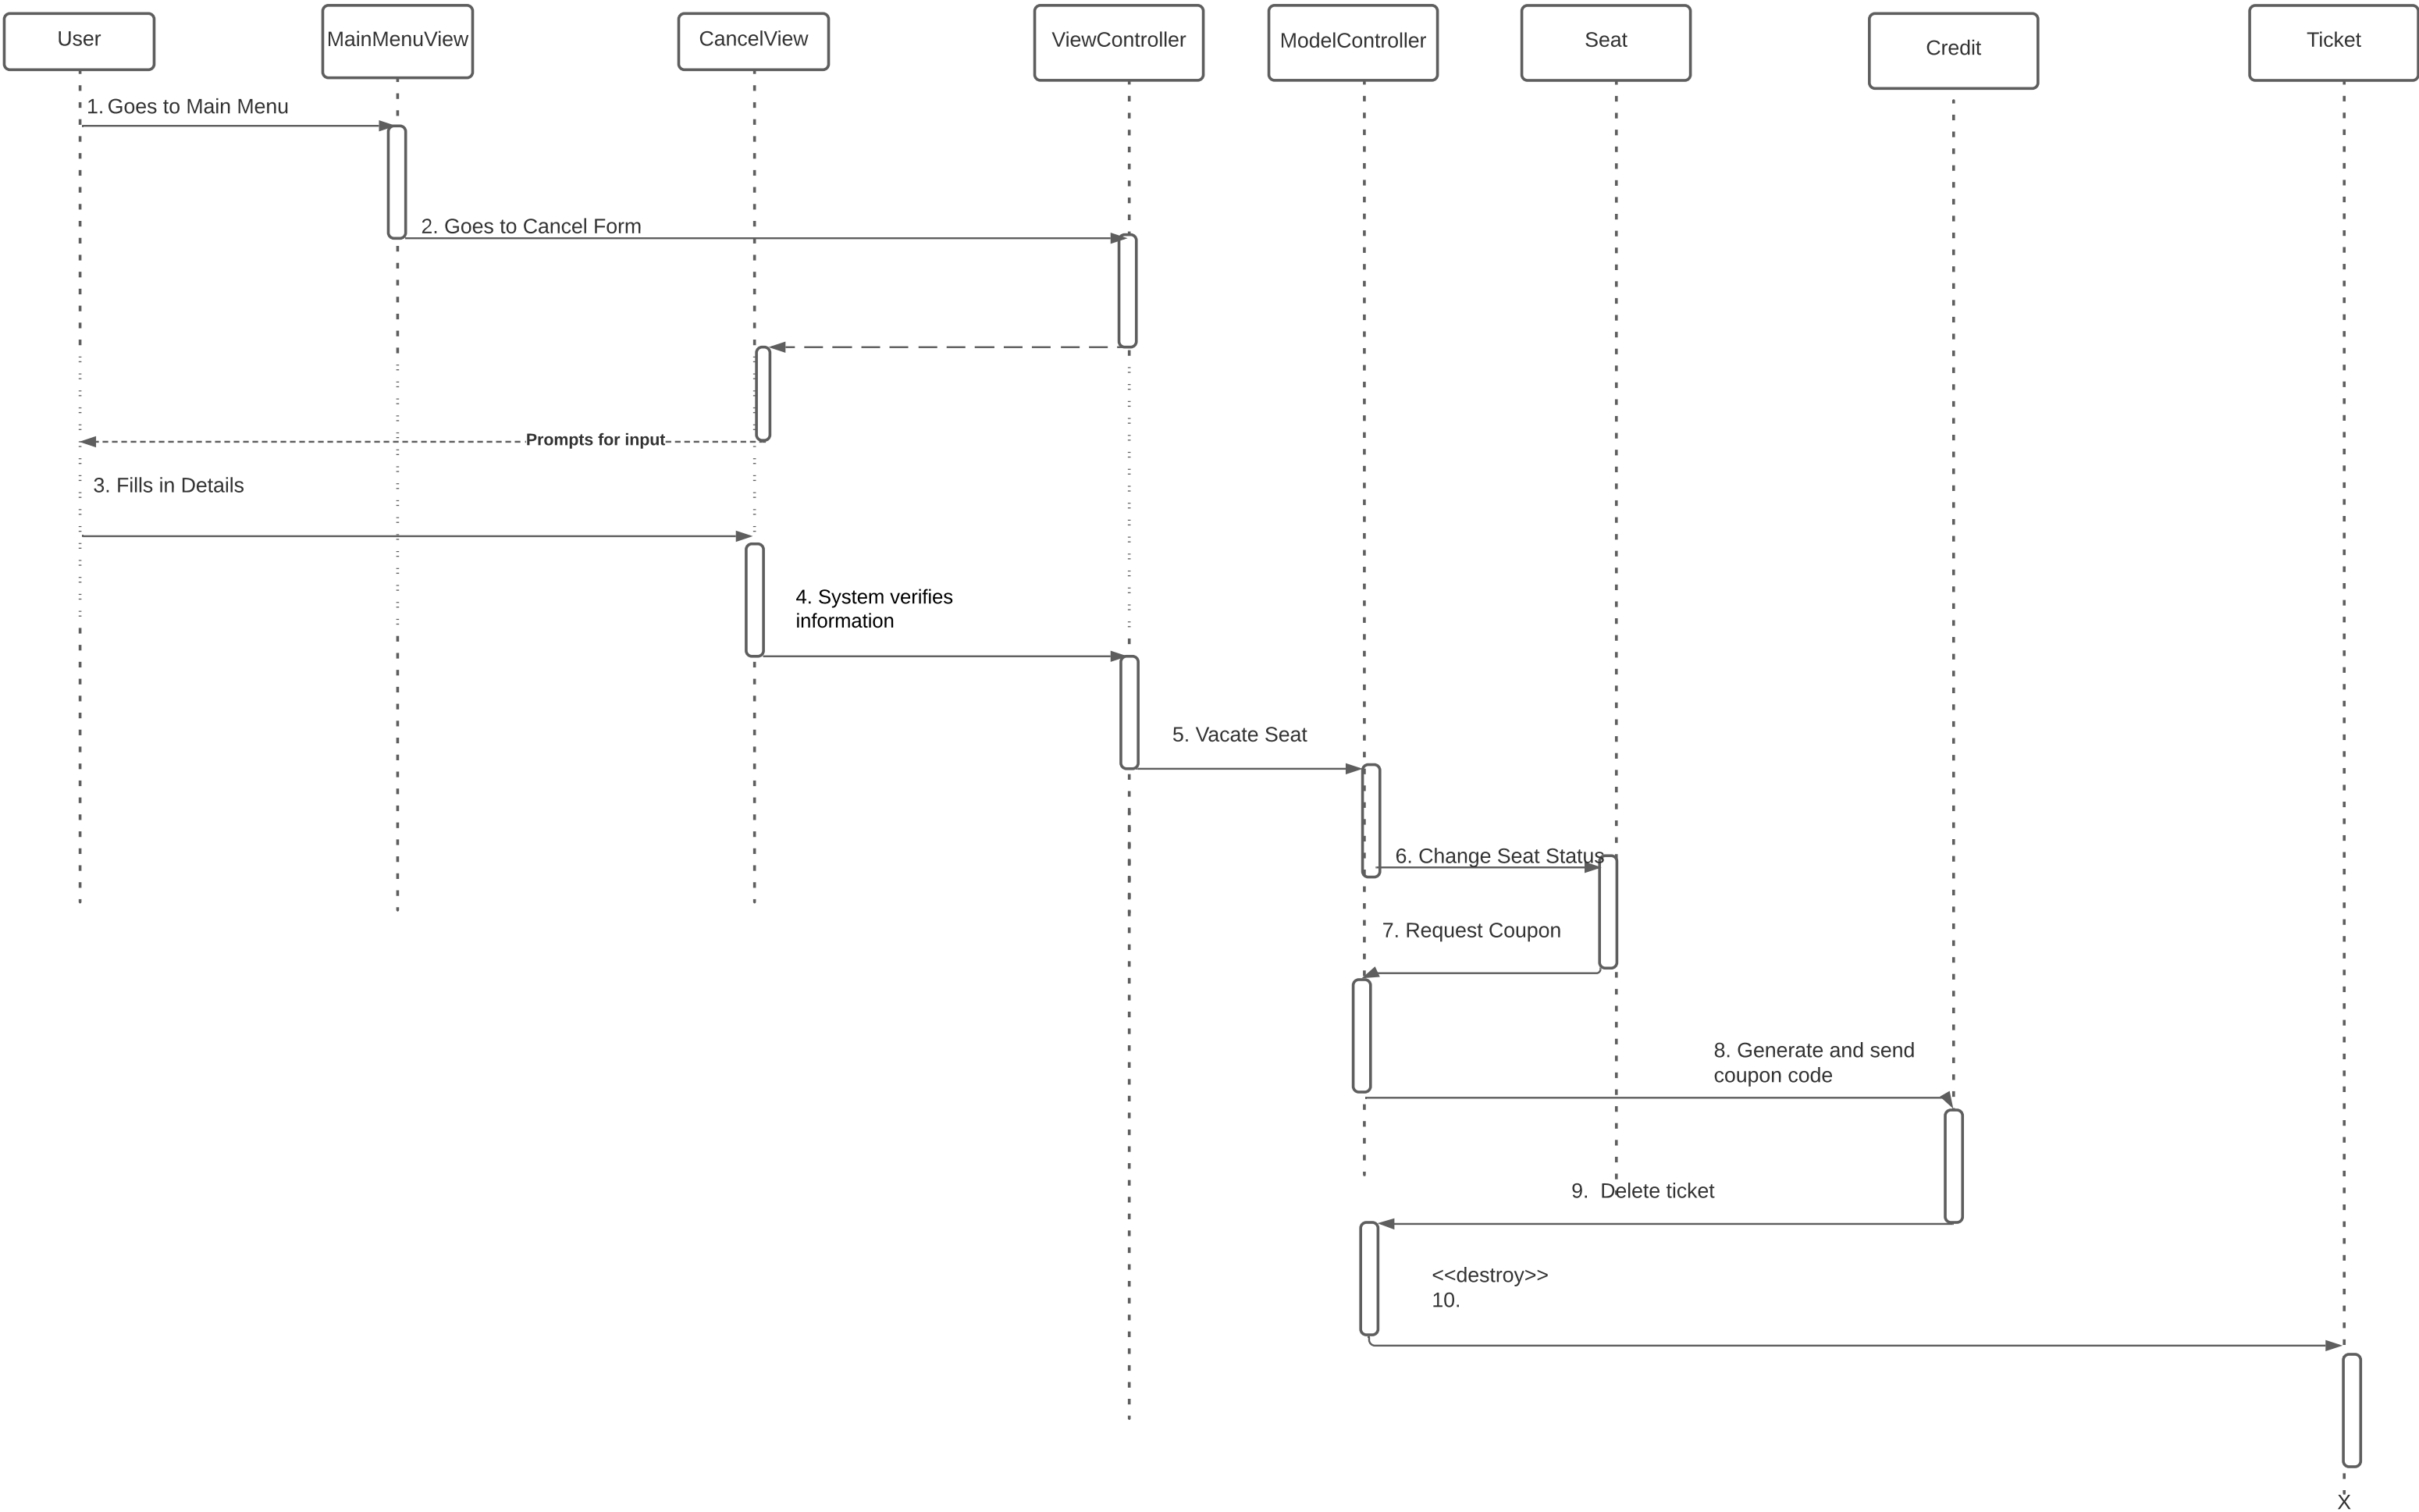 User
MainMenuView
CancelView
ViewController
ModelController
Seat
Credit
Ticket
1. Goes to Main Menu
2. Goes to Cancel Form
Prompts for input
3. Fills in Details
4. System verifies
information
5. Vacate Seat
6. Change Seat Status
7. Request Coupon
8. Generate and send
coupon code
9. Delete ticket
<<destroy>>
10.
X